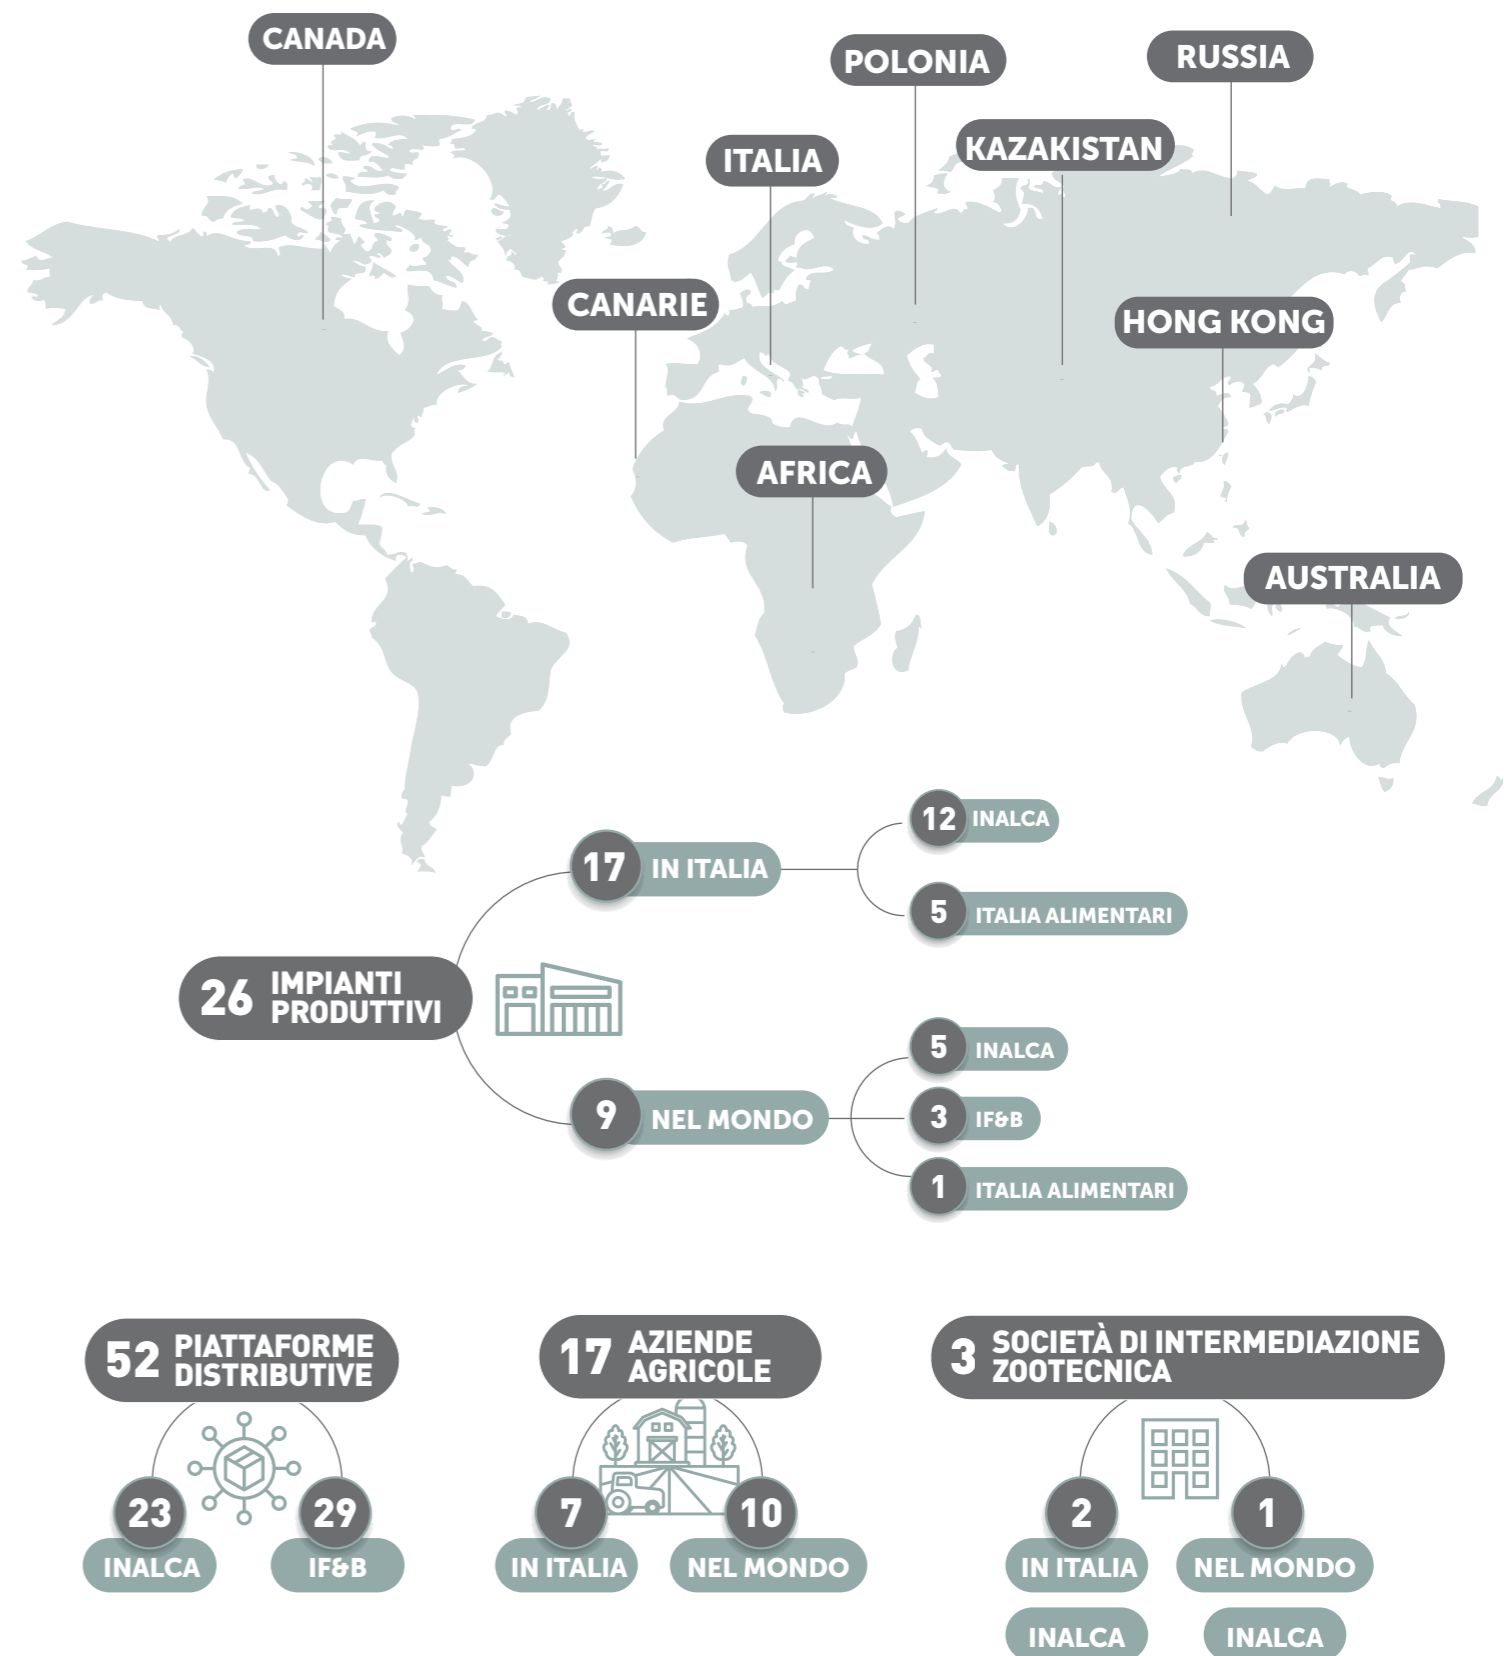 CANADA
POLONIA
RUSSIA
ITALIA
KAZAKISTAN
CANARIE
HONG KONG
AFRICA
AUSTRALIA
26 IMPIANTI
PRODUTTIVI
17 IN ITALIA
12 INALCA
5 ITALIA ALIMENTARI
9 NEL MONDO
5 INALCA
3 IF&B
1 ITALIA ALIMENTARI
52 PIATTAFORME
DISTRIBUTIVE
23
INALCA
29
IF&B
17 AZIENDE
AGRICOLE
7
IN ITALIA
10
NEL MONDO
3 SOCIETÀ DI INTERMEDIAZIONE
ZOOTECNICA
2
IN ITALIA
INALCA
1
NEL MONDO
INALCA